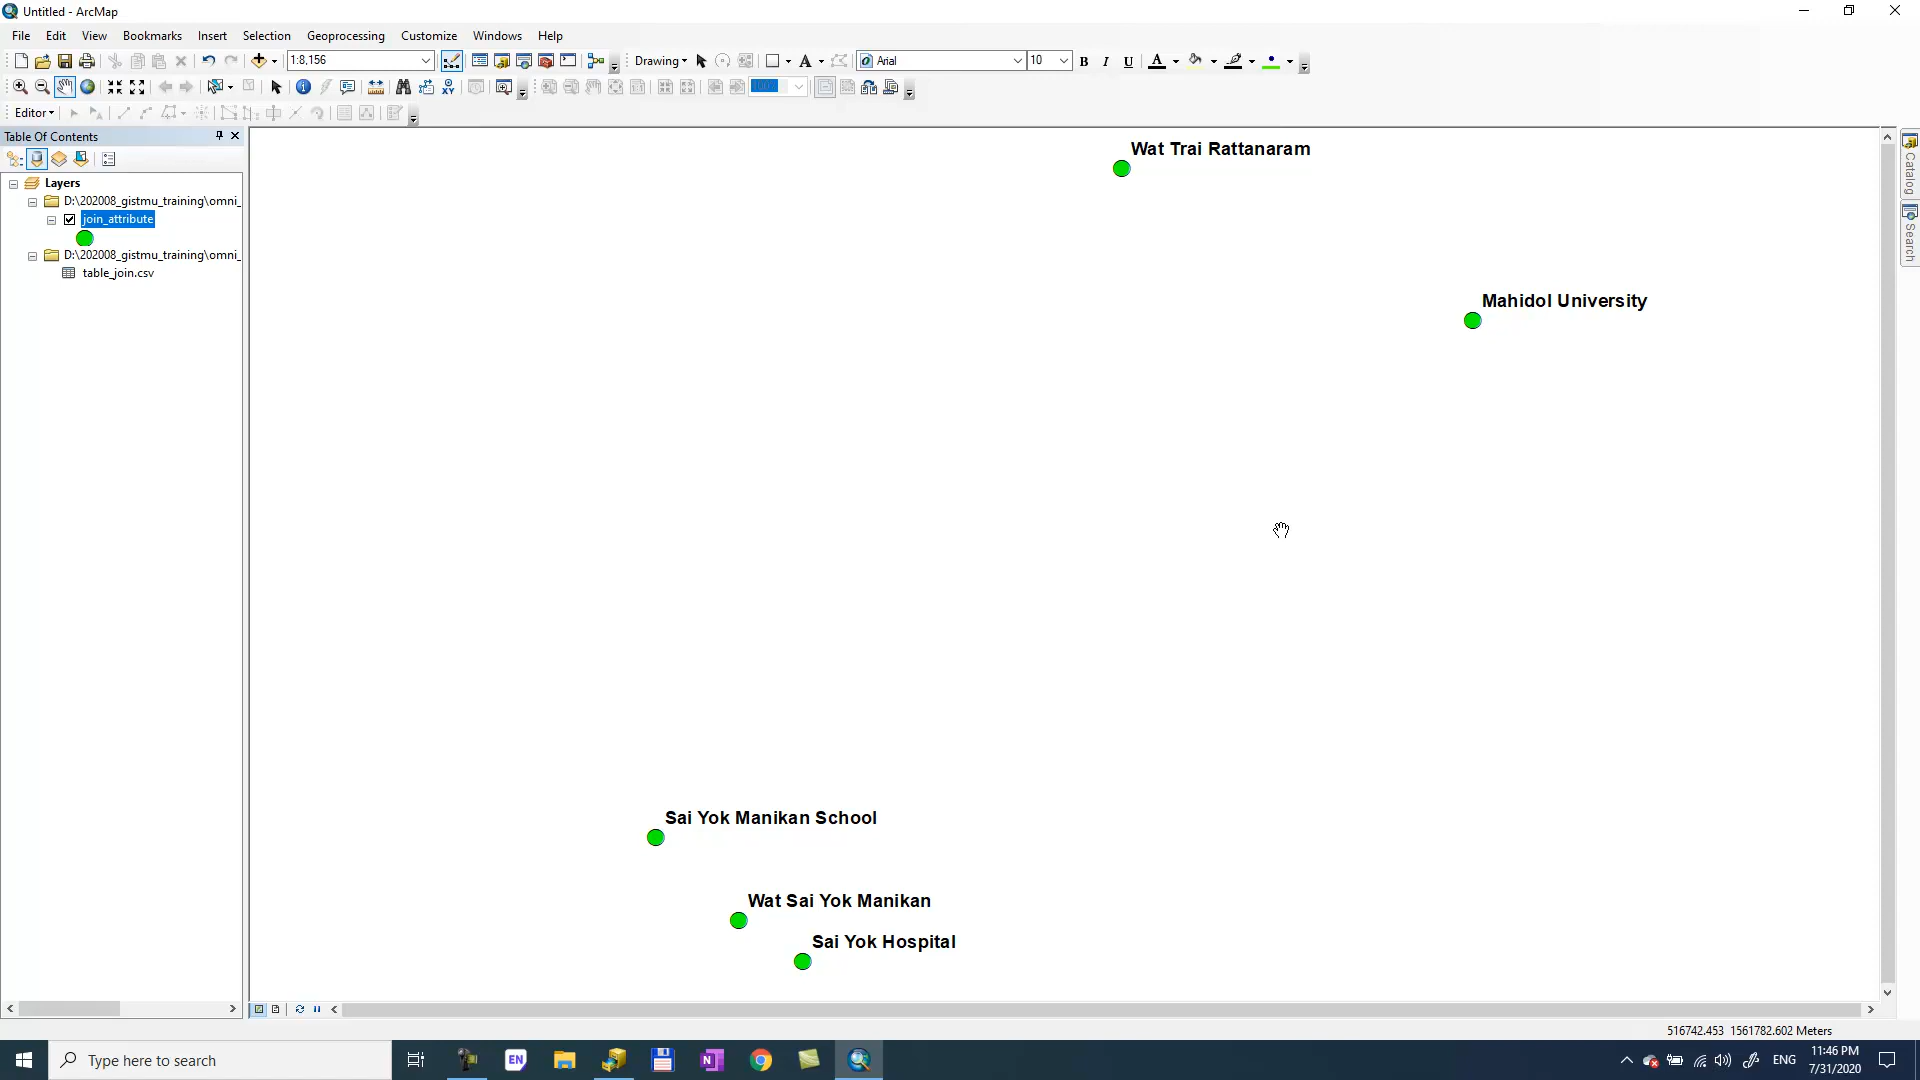 Untitled - ArcMap
File Edit View Bookmarks Insert Selection Geoprocessing Customize Windows Help
1:8,156 Drawing Arial 10 B I U A
Editor
Table Of Contents
Layers
D:\202008_gistmu_training\omni_
join_attribute
D:\202008_gistmu_training\omni_
table_join.csv
Wat Trai Rattanaram
Mahidol University
Sai Yok Manikan School
Wat Sai Yok Manikan
Sai Yok Hospital
Catalog
Search
516742.453 1561782.602 Meters
Type here to search
EN
ENG
11:46 PM
7/31/2020